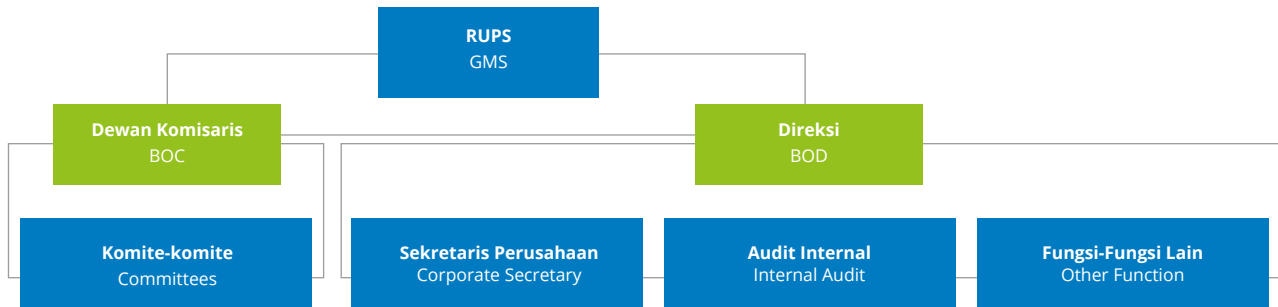 RUPS
GMS
Dewan Komisaris
BOC
Direksi
BOD
Komite-komite
Committees
Sekretaris Perusahaan
Corporate Secretary
Audit Internal
Internal Audit
Fungsi-Fungsi Lain
Other Function